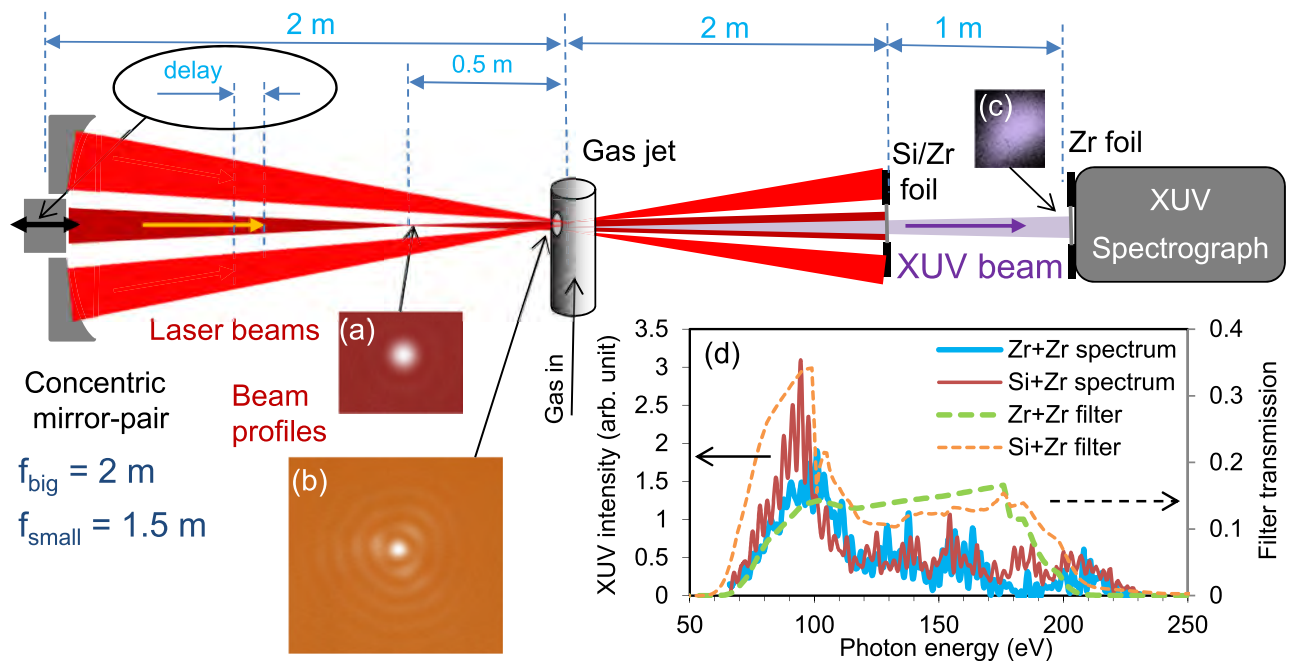 2 m
2 m
1 m
delay
0.5 m
(c)
Gas jet
Si/Zr
foil
Zr foil
XUV
Spectrograph
XUV beam
Laser beams
(a)
Gas in
Concentric
mirror-pair
Beam
profiles
f_big = 2 m
f_small = 1.5 m
(b)
(d)
Zr+Zr spectrum
Si+Zr spectrum
Zr+Zr filter
Si+Zr filter
XUV intensity (arb. unit)
3.5
3
2.5
2
1.5
1
0.5
0
Filter transmission
0.4
0.3
0.2
0.1
0
50
100
150
200
250
Photon energy (eV)